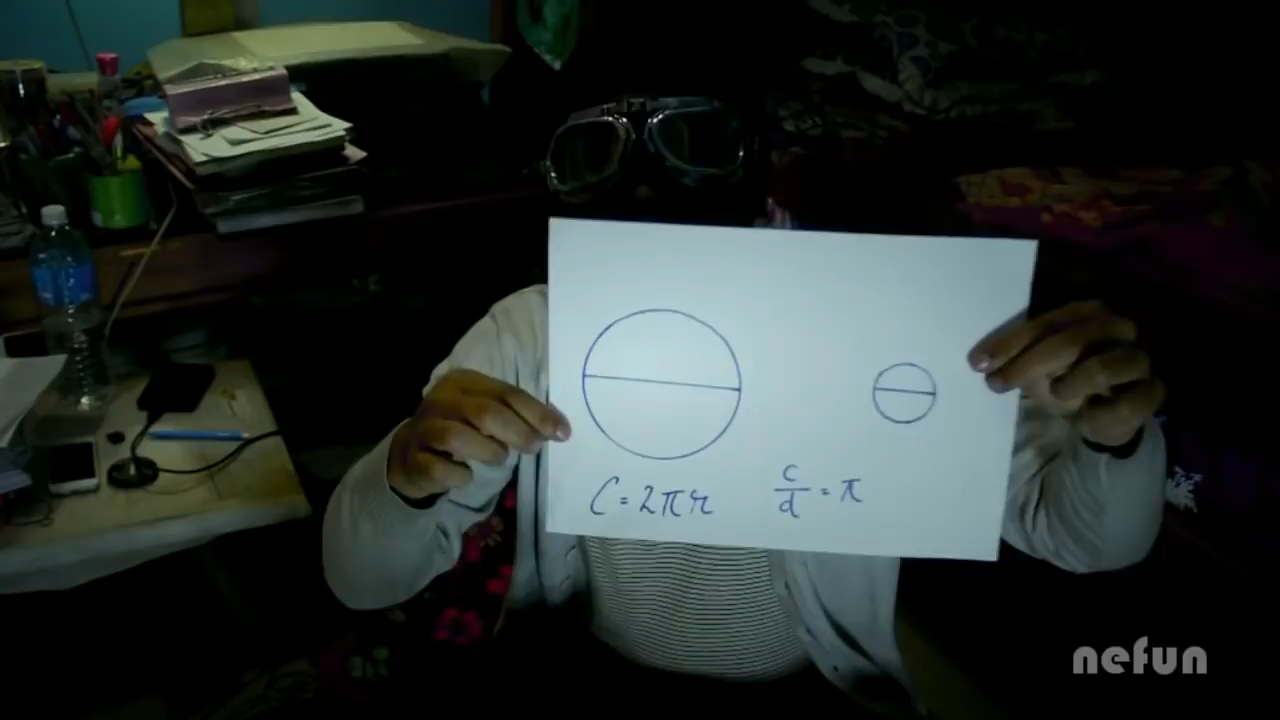 C = 2πr
c/d = π
nefun